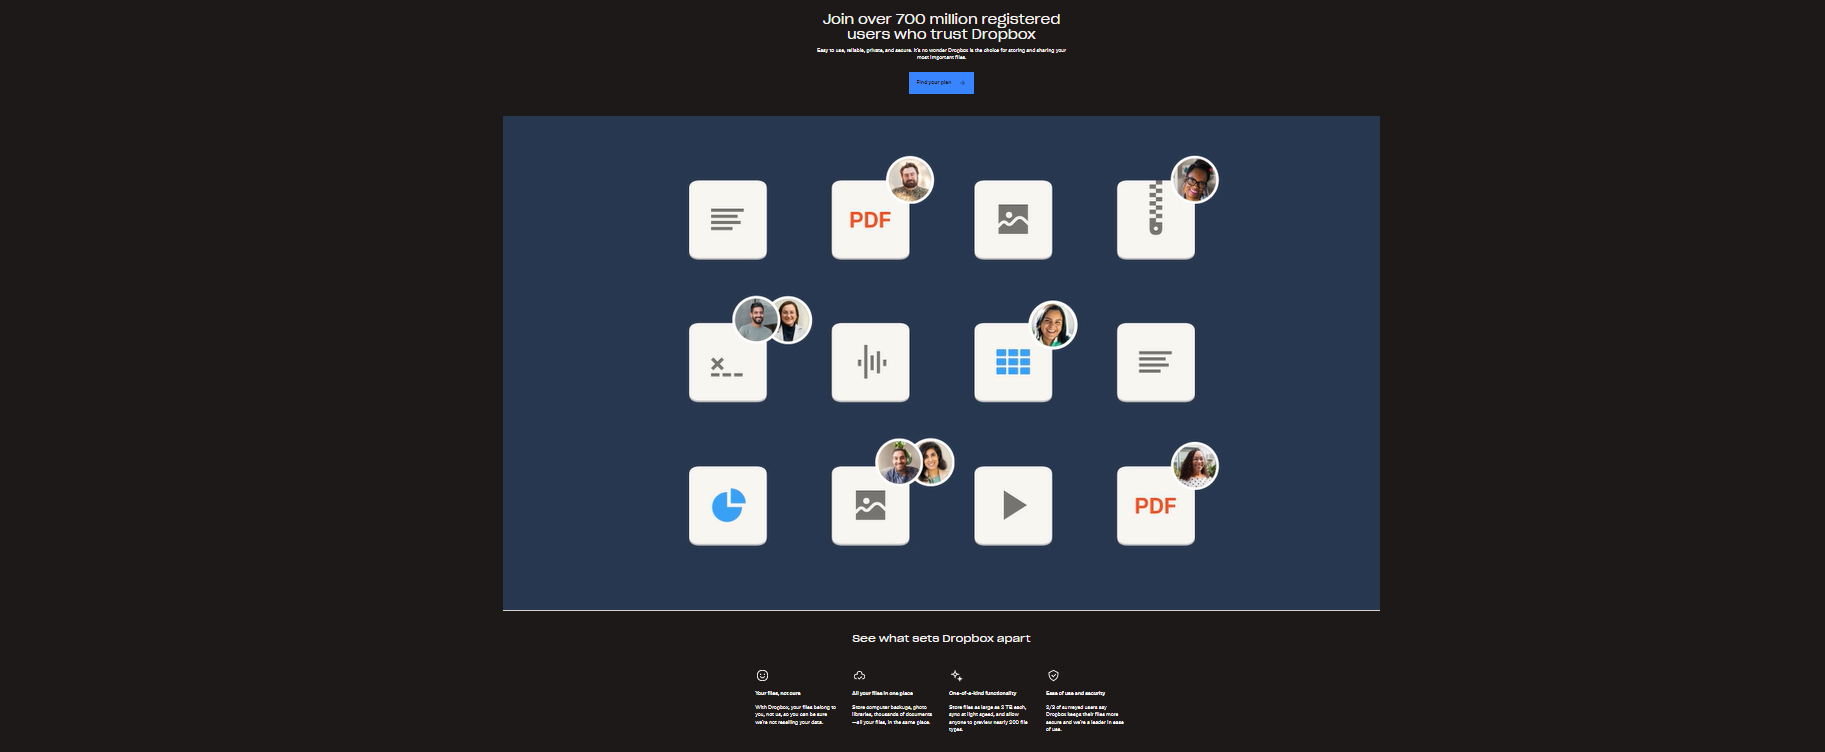 Join over 700 million registered
users who trust Dropbox
Easy to use, reliable, private, and secure. It's no wonder Dropbox is the choice for storing and sharing your
most important files.
Find your plan
PDF
PDF
See what sets Dropbox apart
Your files, not ours
With Dropbox, your files belong to
you, not us, so you can be sure
we're not reselling your data.
All your files in one place
Store computer backups, photo
libraries, thousands of documents
—all your files, in the same place.
One-of-a-kind functionality
Store files as large as 2 TB each,
sync at light speed, and allow
anyone to preview nearly 200 file
types.
Ease of use and security
2/3 of surveyed users say
Dropbox keeps their files more
secure and we're a leader in ease
of use.